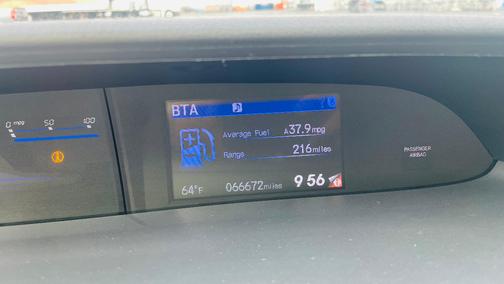 0 mpg 50 100
BTA
Average Fuel A37.9mpg
Range 216miles
64°F 066672miles 9 56
PASSENGER
AIRBAG